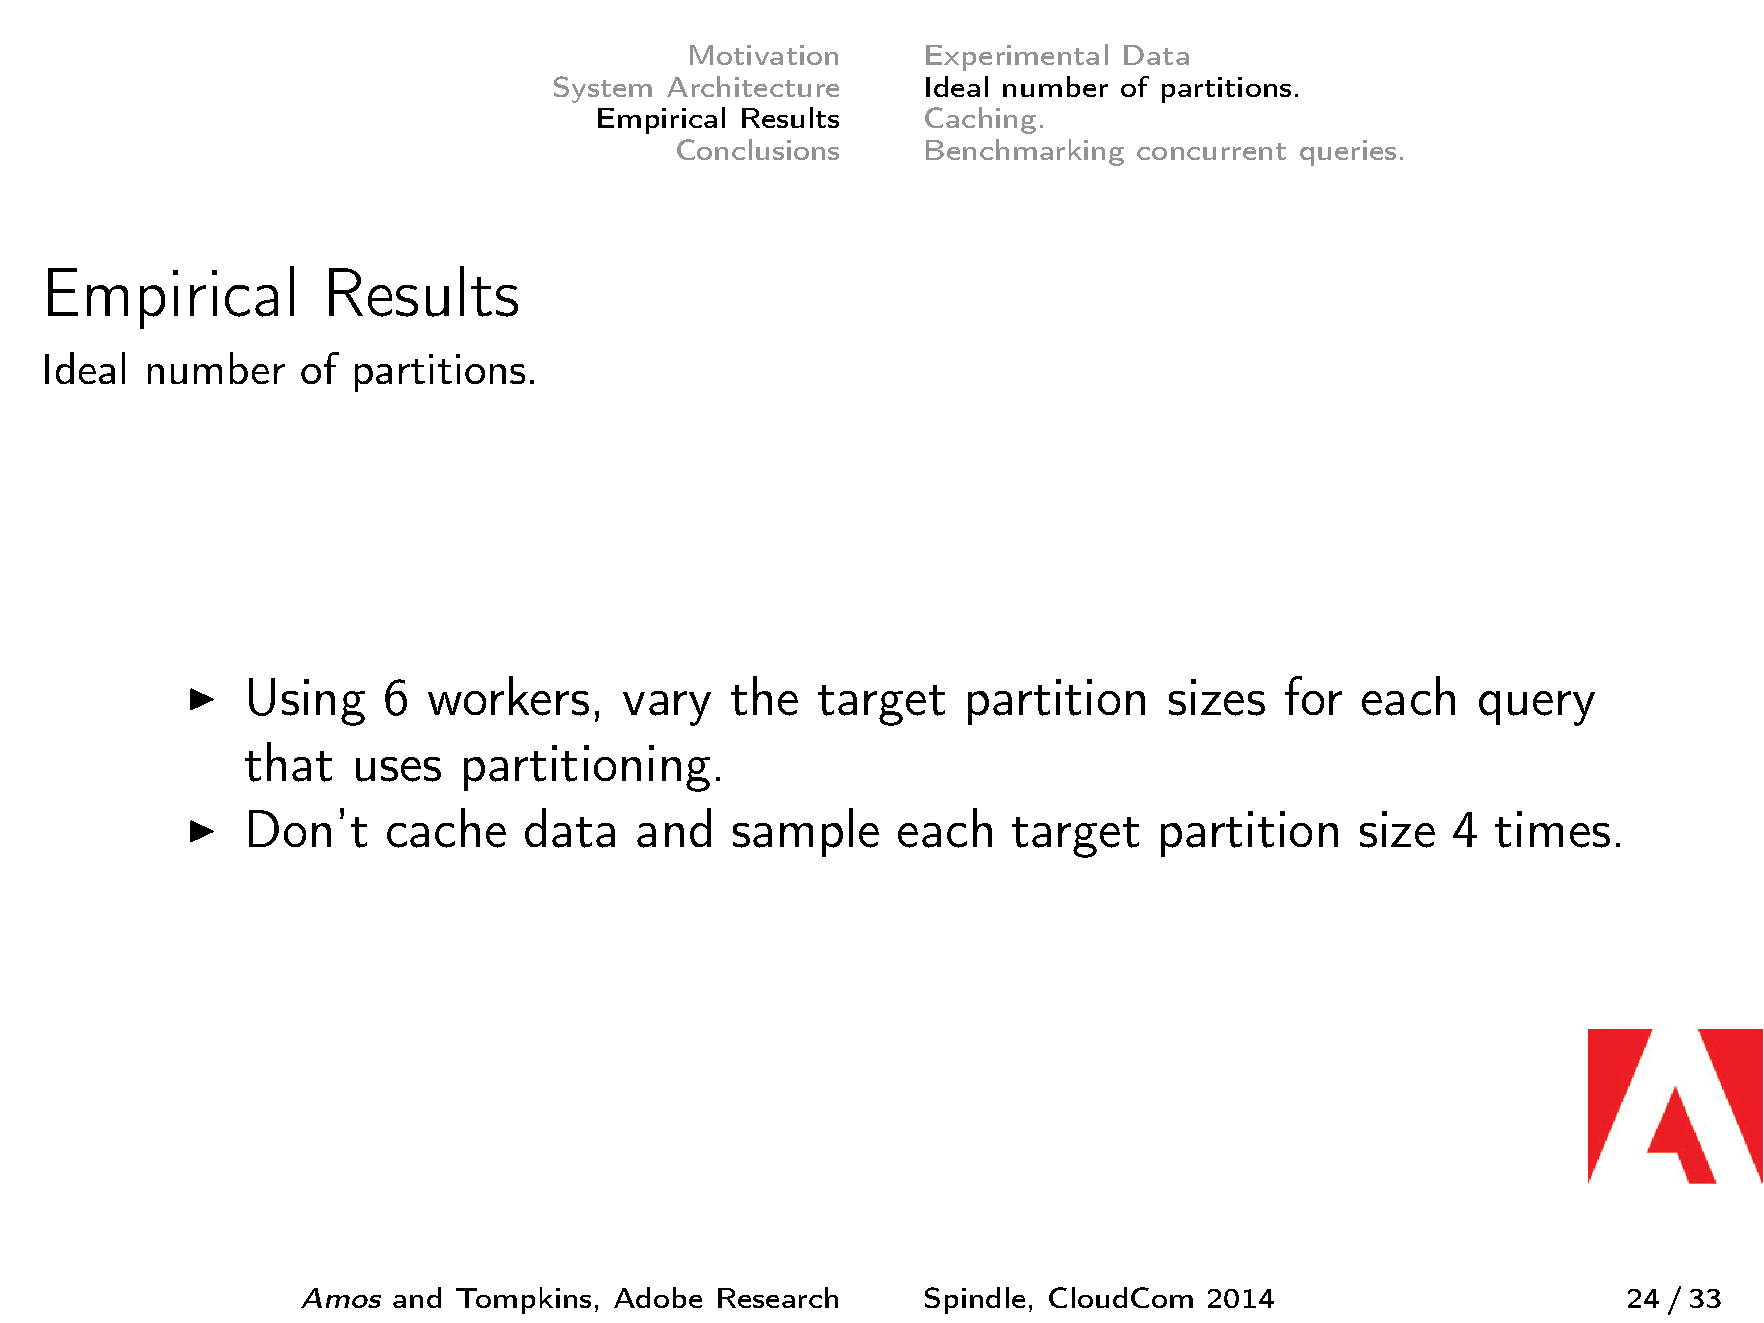 Motivation
System Architecture
Empirical Results
Conclusions
Experimental Data
Ideal number of partitions.
Caching.
Benchmarking concurrent queries.
Empirical Results
Ideal number of partitions.
▶ Using 6 workers, vary the target partition sizes for each query
that uses partitioning.
▶ Don't cache data and sample each target partition size 4 times.
Amos and Tompkins, Adobe Research
Spindle, CloudCom 2014
24 / 33